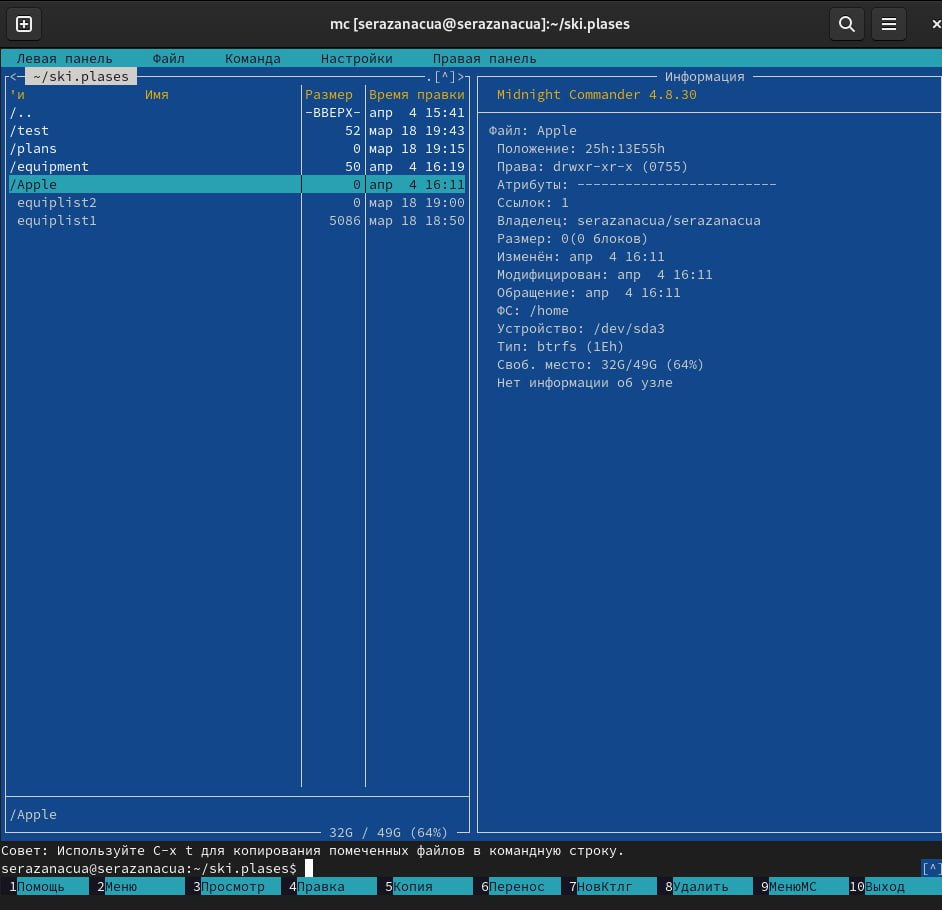 mc [serazanacua@serazanacua]:~/ski.plases
Левая панель Файл Команда Настройки Правая панель
<— ~/ski.plases .[^]>
'и Имя Размер Время правки
/.. -ВВЕРХ- апр 4 15:41
/test 52 мар 18 19:43
/plans 0 мар 18 19:15
/equipment 50 апр 4 16:19
/Apple 0 апр 4 16:11
equiplist2 0 мар 18 19:00
equiplist1 5086 мар 18 18:50
/Apple
32G / 49G (64%)
Информация
Midnight Commander 4.8.30
Файл: Apple
Положение: 25h:13E55h
Права: drwxr-xr-x (0755)
Атрибуты: -------------------------
Ссылок: 1
Владелец: serazanacua/serazanacua
Размер: 0(0 блоков)
Изменён: апр 4 16:11
Модифицирован: апр 4 16:11
Обращение: апр 4 16:11
ФС: /home
Устройство: /dev/sda3
Тип: btrfs (1Eh)
Своб. место: 32G/49G (64%)
Нет информации об узле
Совет: Используйте C-x t для копирования помеченных файлов в командную строку.
serazanacua@serazanacua:~/ski.plases$ [^]
1Помощь 2Меню 3Просмотр 4Правка 5Копия 6Перенос 7НовКтлг 8Удалить 9МенюMC 10Выход